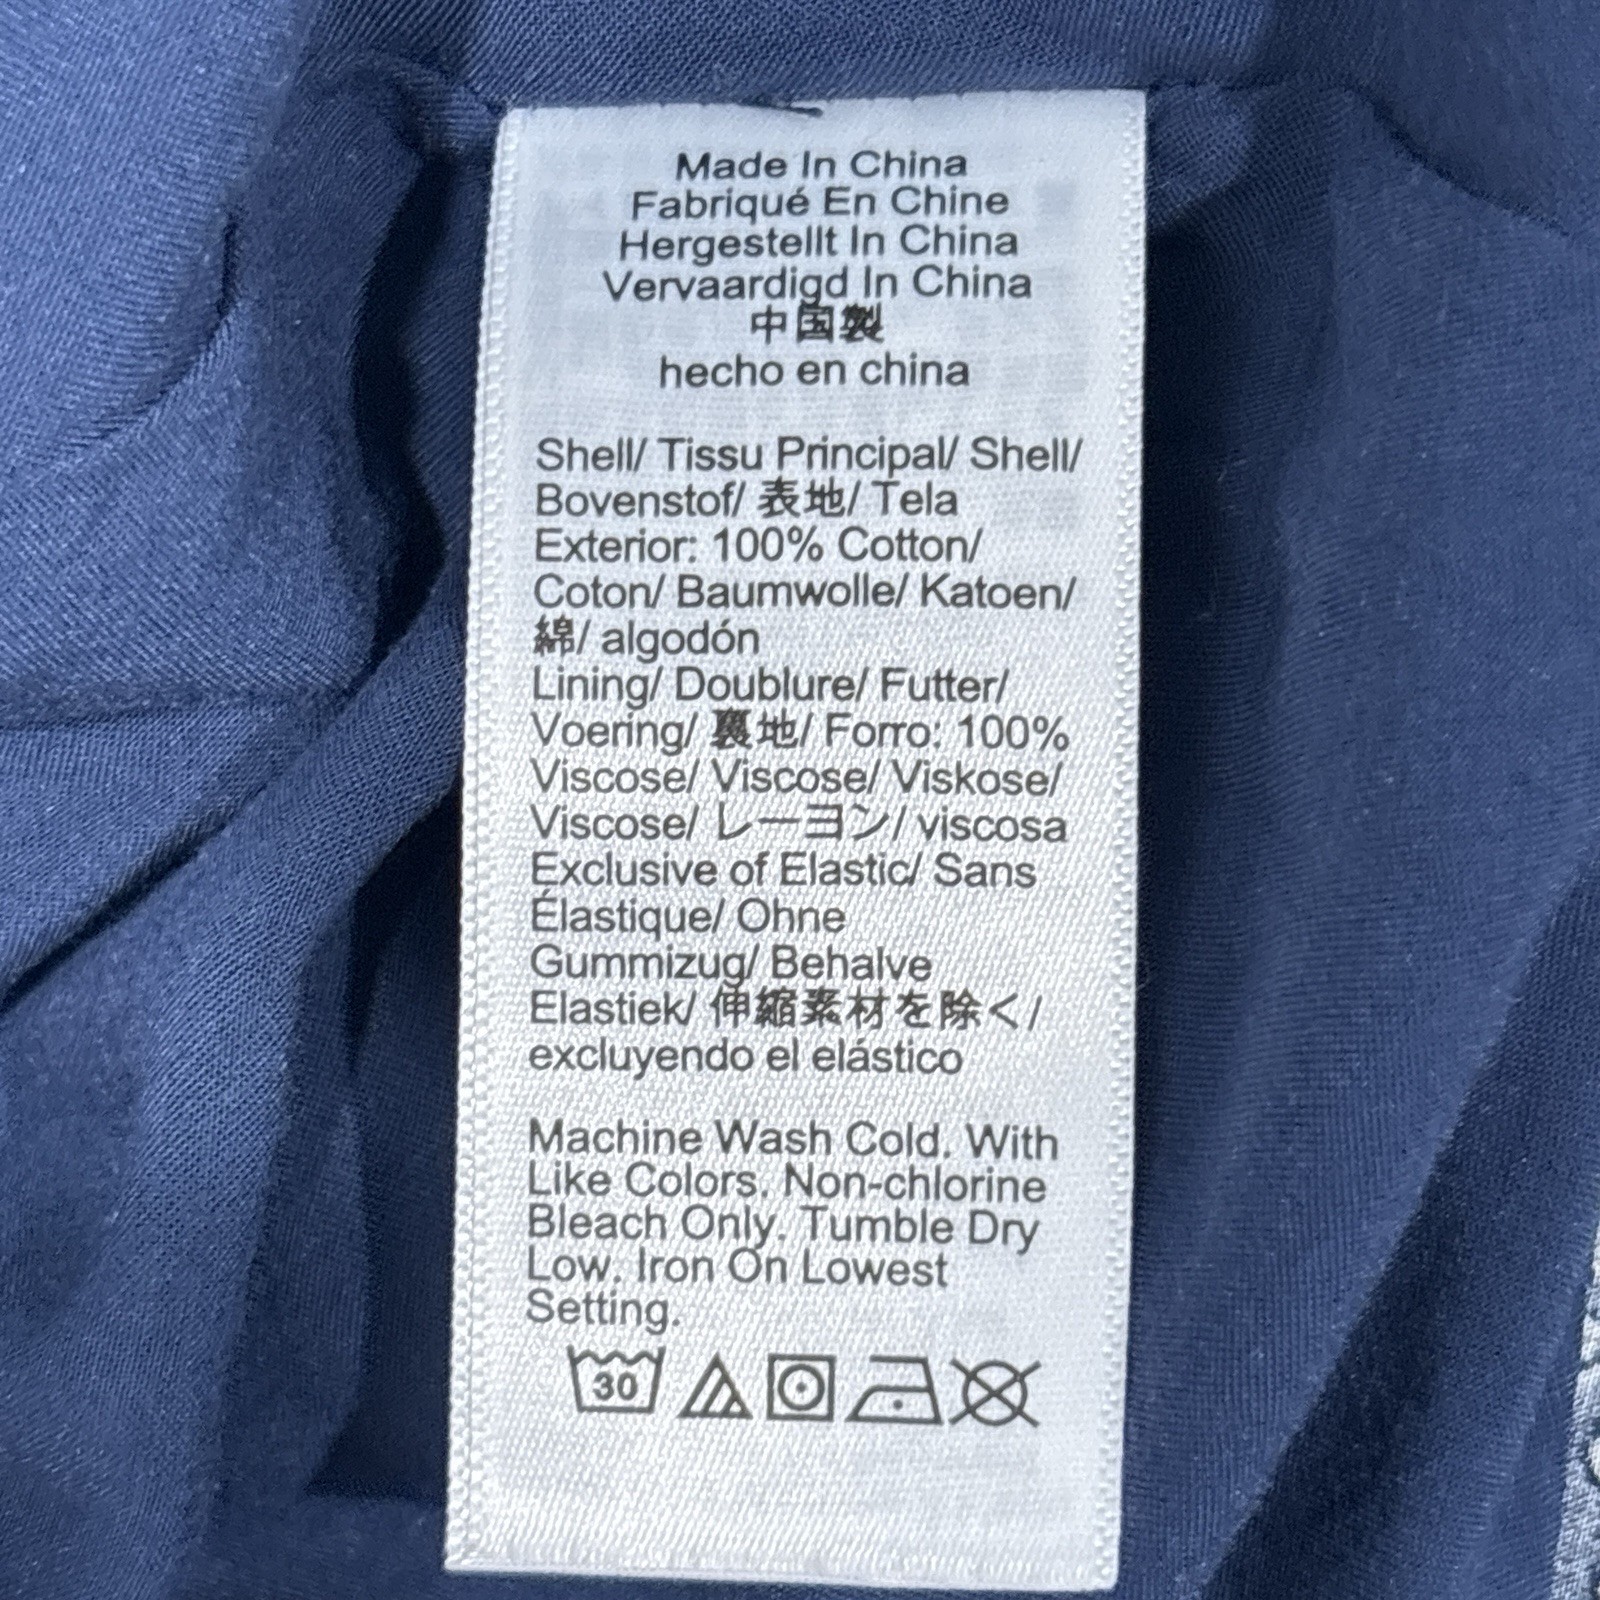 Made In China
Fabriqué En Chine
Hergestellt In China
Vervaardigd In China
中国製
hecho en china
Shell/ Tissu Principal/ Shell/
Bovenstof/ 表地/ Tela
Exterior: 100% Cotton/
Coton/ Baumwolle/ Katoen/
綿/ algodón
Lining/ Doublure/ Futter/
Voering/ 裏地/ Forro: 100%
Viscose/ Viscose/ Viskose/
Viscose/ レーヨン/ viscosa
Exclusive of Elastic/ Sans
Élastique/ Ohne
Gummizug/ Behalve
Elastiek/ 伸縮素材を除く/
excluyendo el elástico
Machine Wash Cold. With
Like Colors. Non-chlorine
Bleach Only. Tumble Dry
Low. Iron On Lowest
Setting.
30